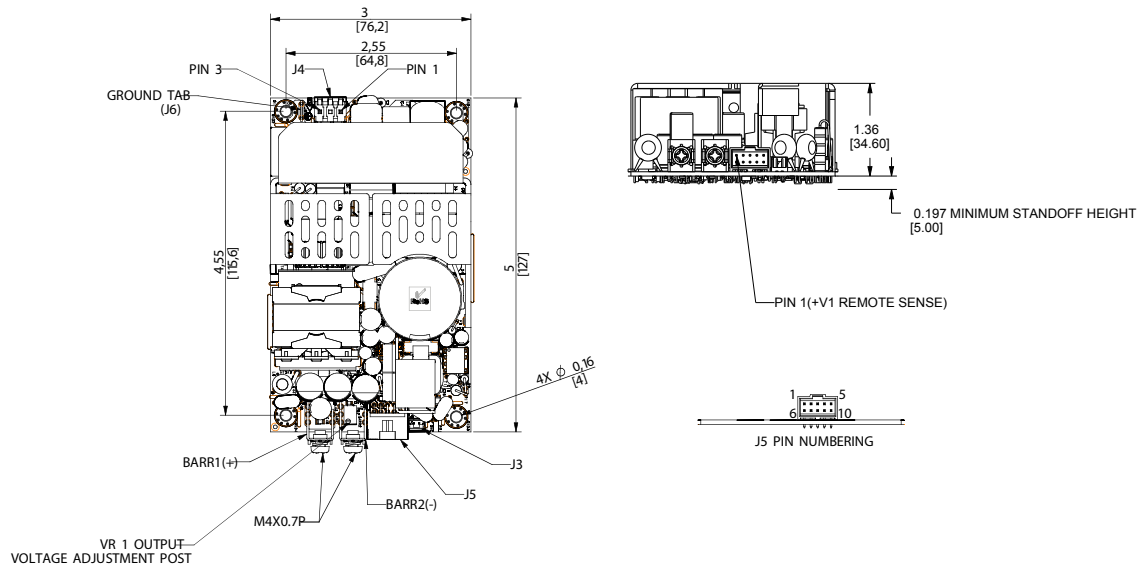 3
[76,2]
2,55
[64,8]
PIN 3
J4
PIN 1
GROUND TAB
(J6)
4,55
[115,6]
5
[127]
RoHS
4X Ø 0,16
[4]
BARR1(+)
J3
J5
BARR2(-)
M4X0.7P
VR 1 OUTPUT
VOLTAGE ADJUSTMENT POST
1.36
[34.60]
0.197 MINIMUM STANDOFF HEIGHT
[5.00]
PIN 1(+V1 REMOTE SENSE)
1 5
6 10
J5 PIN NUMBERING